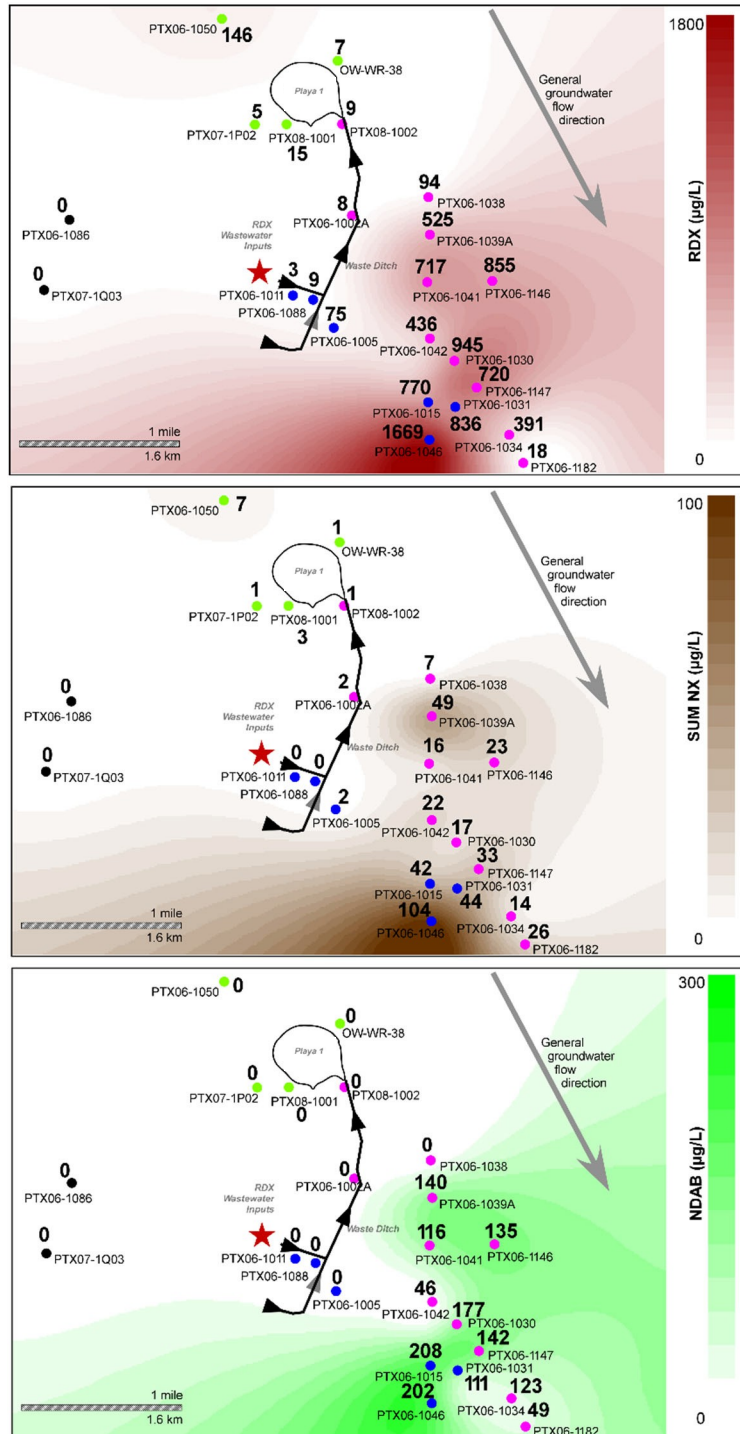 PTX06-1050
146
7
OW-WR-38
Playa 1
5
PTX07-1P02
PTX08-1001
15
9
PTX08-1002
General
groundwater
flow
direction
1800
RDX (µg/L)
0
0
PTX06-1086
0
PTX07-1Q03
8
PTX06-1002A
RDX
Wastewater
Inputs
Waste Ditch
3
PTX06-1011
9
PTX06-1088
75
PTX06-1005
94
PTX06-1038
525
PTX06-1039A
717
PTX06-1041
855
PTX06-1146
436
PTX06-1042
945
PTX06-1030
720
PTX06-1147
770
PTX06-1015
PTX06-1031
836
1669
PTX06-1046
391
PTX06-1034
18
PTX06-1182
1 mile
1.6 km
PTX06-1050
7
1
OW-WR-38
Playa 1
1
PTX07-1P02
PTX08-1001
3
1
PTX08-1002
General
groundwater
flow
direction
100
SUM NX (µg/L)
0
0
PTX06-1086
0
PTX07-1Q03
2
PTX06-1002A
RDX
Wastewater
Inputs
Waste Ditch
0
PTX06-1011
0
PTX06-1088
2
PTX06-1005
7
PTX06-1038
49
PTX06-1039A
16
PTX06-1041
23
PTX06-1146
22
PTX06-1042
17
PTX06-1030
33
PTX06-1147
42
PTX06-1015
PTX06-1031
44
104
PTX06-1046
14
PTX06-1034
26
PTX06-1182
1 mile
1.6 km
PTX06-1050
0
0
OW-WR-38
Playa 1
0
PTX07-1P02
PTX08-1001
0
0
PTX08-1002
General
groundwater
flow
direction
300
NDAB (µg/L)
0
0
PTX06-1086
0
PTX07-1Q03
0
PTX06-1002A
RDX
Wastewater
Inputs
Waste Ditch
0
PTX06-1011
0
PTX06-1088
0
PTX06-1005
0
PTX06-1038
140
PTX06-1039A
116
PTX06-1041
135
PTX06-1146
46
PTX06-1042
177
PTX06-1030
142
PTX06-1147
208
PTX06-1015
PTX06-1031
111
202
PTX06-1046
123
PTX06-1034
49
PTX06-1182
1 mile
1.6 km